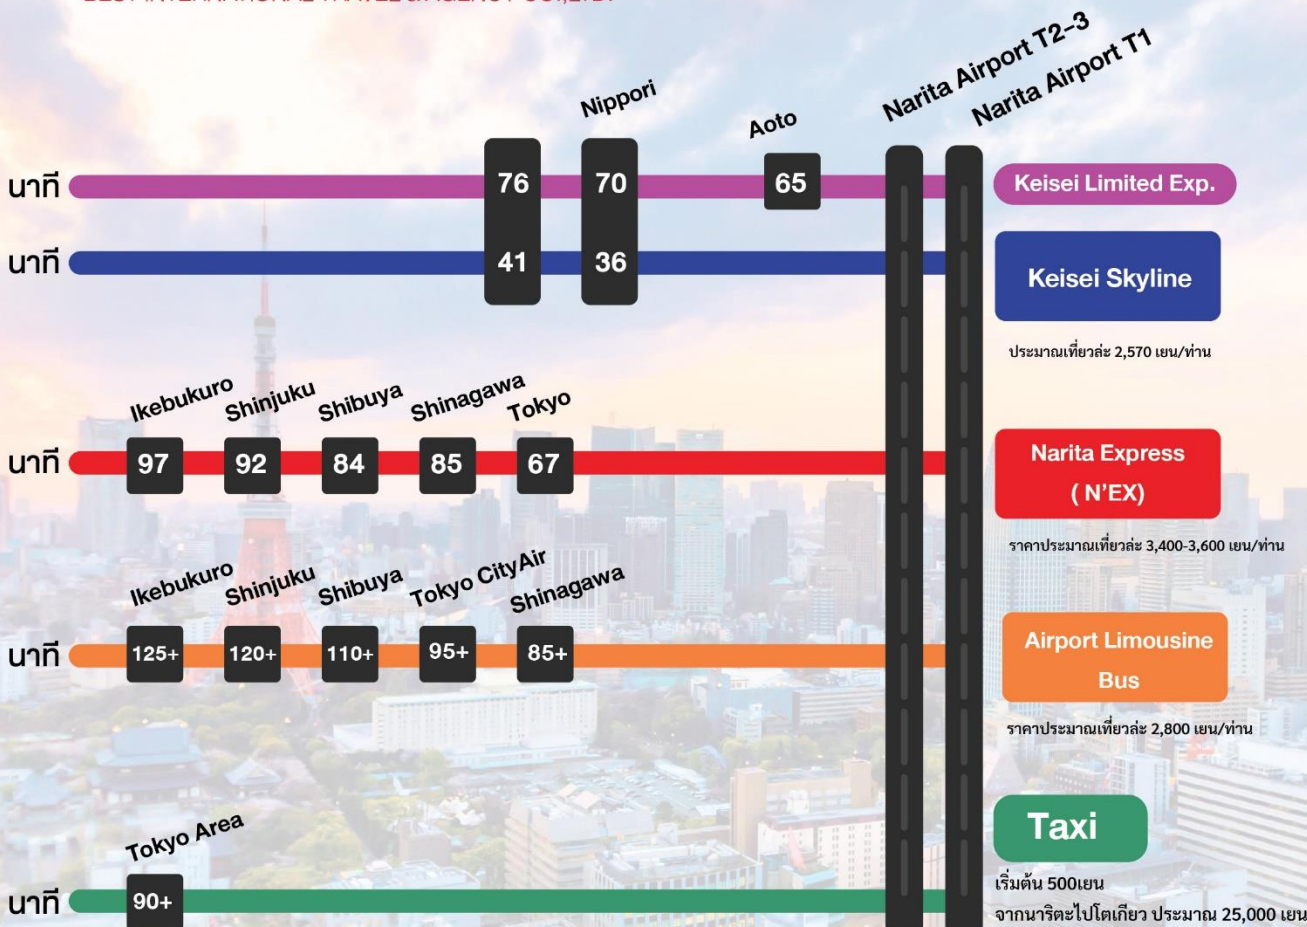 Nippori
Aoto
Narita Airport T2-3
Narita Airport T1
นาที 76 70 65 Keisei Limited Exp.
นาที 41 36 Keisei Skyline
ประมาณเที่ยวล่ะ 2,570 เยน/ท่าน
Ikebukuro Shinjuku Shibuya Shinagawa Tokyo
นาที 97 92 84 85 67 Narita Express
( N'EX)
ราคาประมาณเที่ยวล่ะ 3,400-3,600 เยน/ท่าน
Ikebukuro Shinjuku Shibuya Tokyo CityAir Shinagawa
นาที 125+ 120+ 110+ 95+ 85+ Airport Limousine
Bus
ราคาประมาณเที่ยวล่ะ 2,800 เยน/ท่าน
Tokyo Area
Taxi
นาที 90+
เริ่มต้น 500เยน
จากนาริตะไปโตเกียว ประมาณ 25,000 เยน